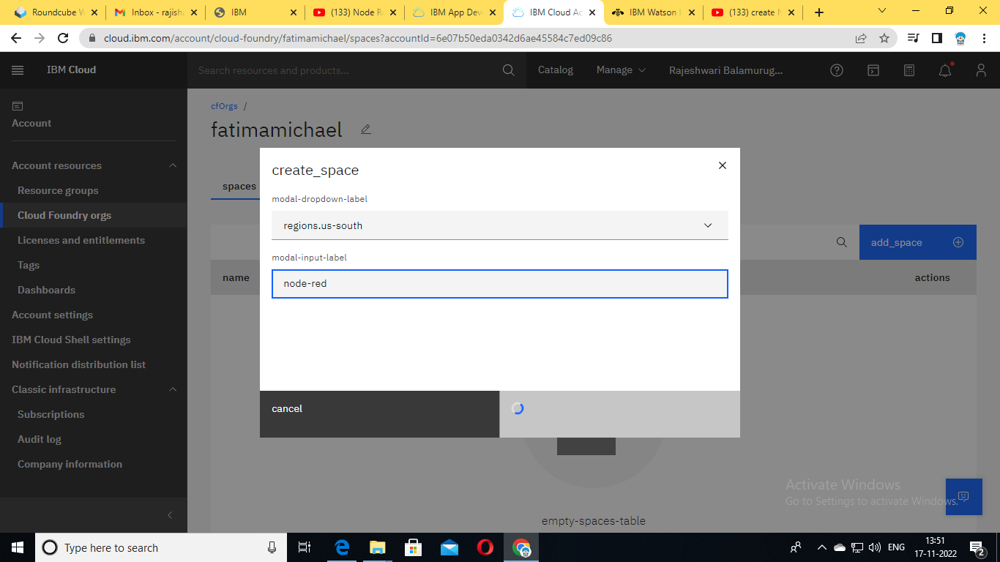 Roundcube W
Inbox - rajisha
IBM
(133) Node R
IBM App Deve
IBM Cloud Ac
IBM Watson I
(133) create N
cloud.ibm.com/account/cloud-foundry/fatimamichael/spaces?accountId=6e07b50eda0342d6ae45584c7ed09c86
IBM Cloud
Search resources and products...
Catalog
Manage
Rajeshwari Balamurug...
Account
Account resources
Resource groups
Cloud Foundry orgs
Licenses and entitlements
Tags
Dashboards
Account settings
IBM Cloud Shell settings
Notification distribution list
Classic infrastructure
Subscriptions
Audit log
Company information
cfOrgs /
fatimamichael
spaces
add_space
name
actions
create_space
modal-dropdown-label
regions.us-south
modal-input-label
node-red
cancel
empty-spaces-table
Activate Windows
Go to Settings to activate Windows.
Type here to search
ENG
13:51
17-11-2022
2